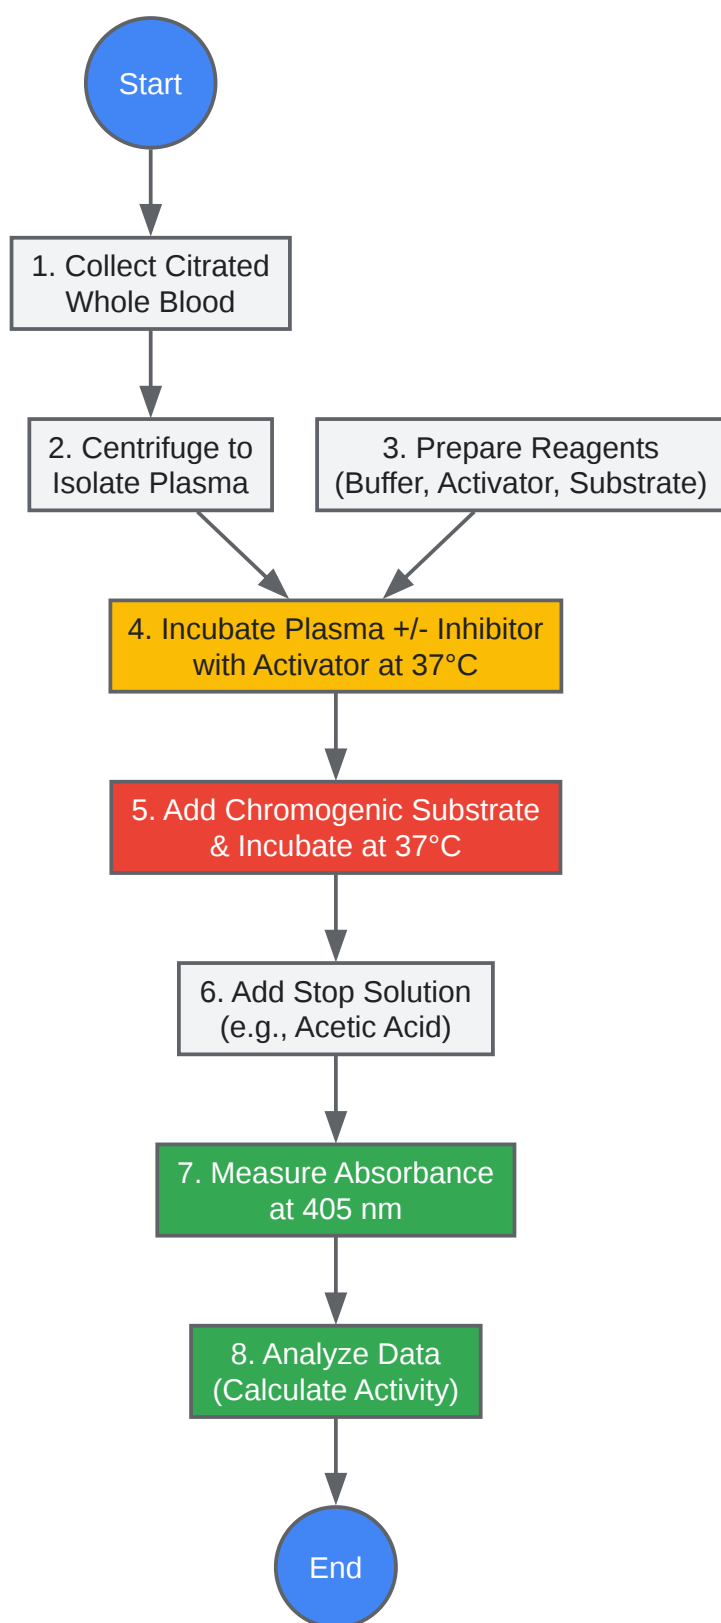 Start
1. Collect Citrated
Whole Blood
2. Centrifuge to
Isolate Plasma
3. Prepare Reagents
(Buffer, Activator, Substrate)
4. Incubate Plasma +/- Inhibitor
with Activator at 37°C
5. Add Chromogenic Substrate
& Incubate at 37°C
6. Add Stop Solution
(e.g., Acetic Acid)
7. Measure Absorbance
at 405 nm
8. Analyze Data
(Calculate Activity)
End